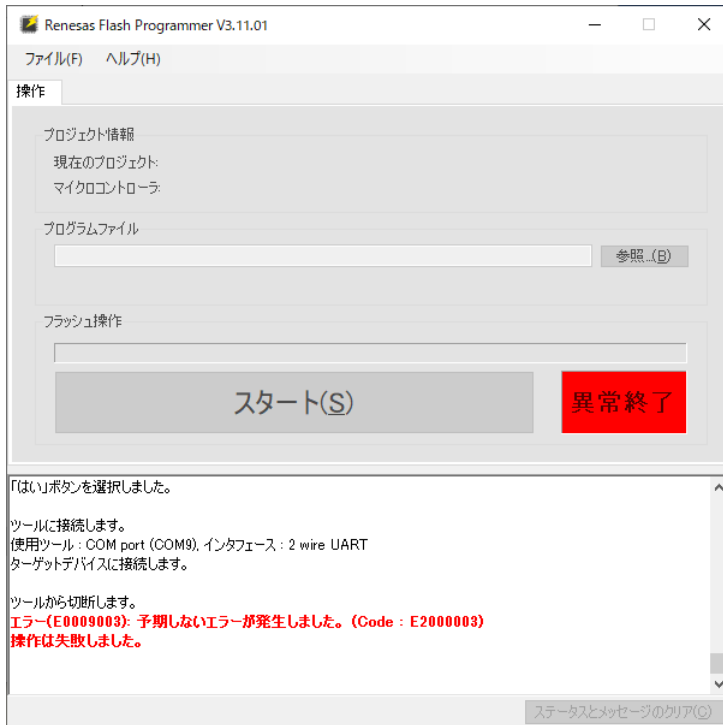 Renesas Flash Programmer V3.11.01
ファイル(F) ヘルプ(H)
操作
プロジェクト情報
現在のプロジェクト:
マイクロコントローラ:
プログラムファイル
参照...(B)
フラッシュ操作
スタート(S)
異常終了
「はい」ボタンを選択しました。
ツールに接続します。
使用ツール : COM port (COM9), インタフェース : 2 wire UART
ターゲットデバイスに接続します。
ツールから切断します。
エラー(E0009003): 予期しないエラーが発生しました。(Code : E2000003)
操作は失敗しました。
ステータスとメッセージのクリア(C)